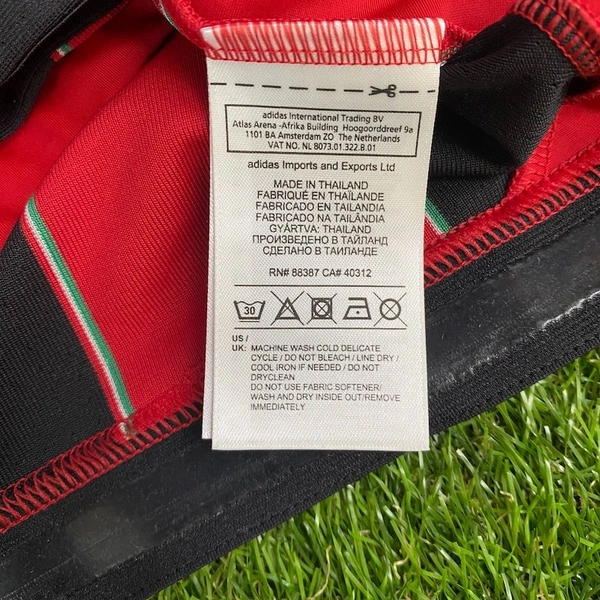 adidas International Trading BV
Atlas Arena -Afrika Building Hoogoorddreef 9a
1101 BA Amsterdam ZO The Netherlands
VAT NO. NL 8073.01.322.B.01
adidas Imports and Exports Ltd
MADE IN THAILAND
FABRIQUÉ EN THAÏLANDE
FABRICADO EN TAILANDIA
FABRICADO NA TAILÂNDIA
GYÁRTVA: THAILAND
ПРОИЗВЕДЕНО В ТАЙЛАНД
СДЕЛАНО В ТАИЛАНДЕ
RN# 88387 CA# 40312
30
US /
UK: MACHINE WASH COLD DELICATE
CYCLE / DO NOT BLEACH / LINE DRY /
COOL IRON IF NEEDED / DO NOT
DRYCLEAN
DO NOT USE FABRIC SOFTENER/
WASH AND DRY INSIDE OUT/REMOVE
IMMEDIATELY